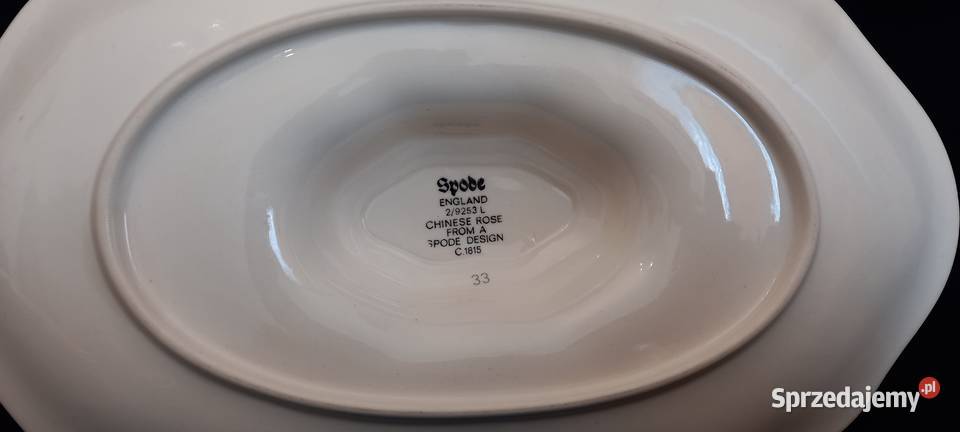 Spode
ENGLAND
2/9253 L
CHINESE ROSE
FROM A
SPODE DESIGN
C.1815
33
Sprzedajemy.pl